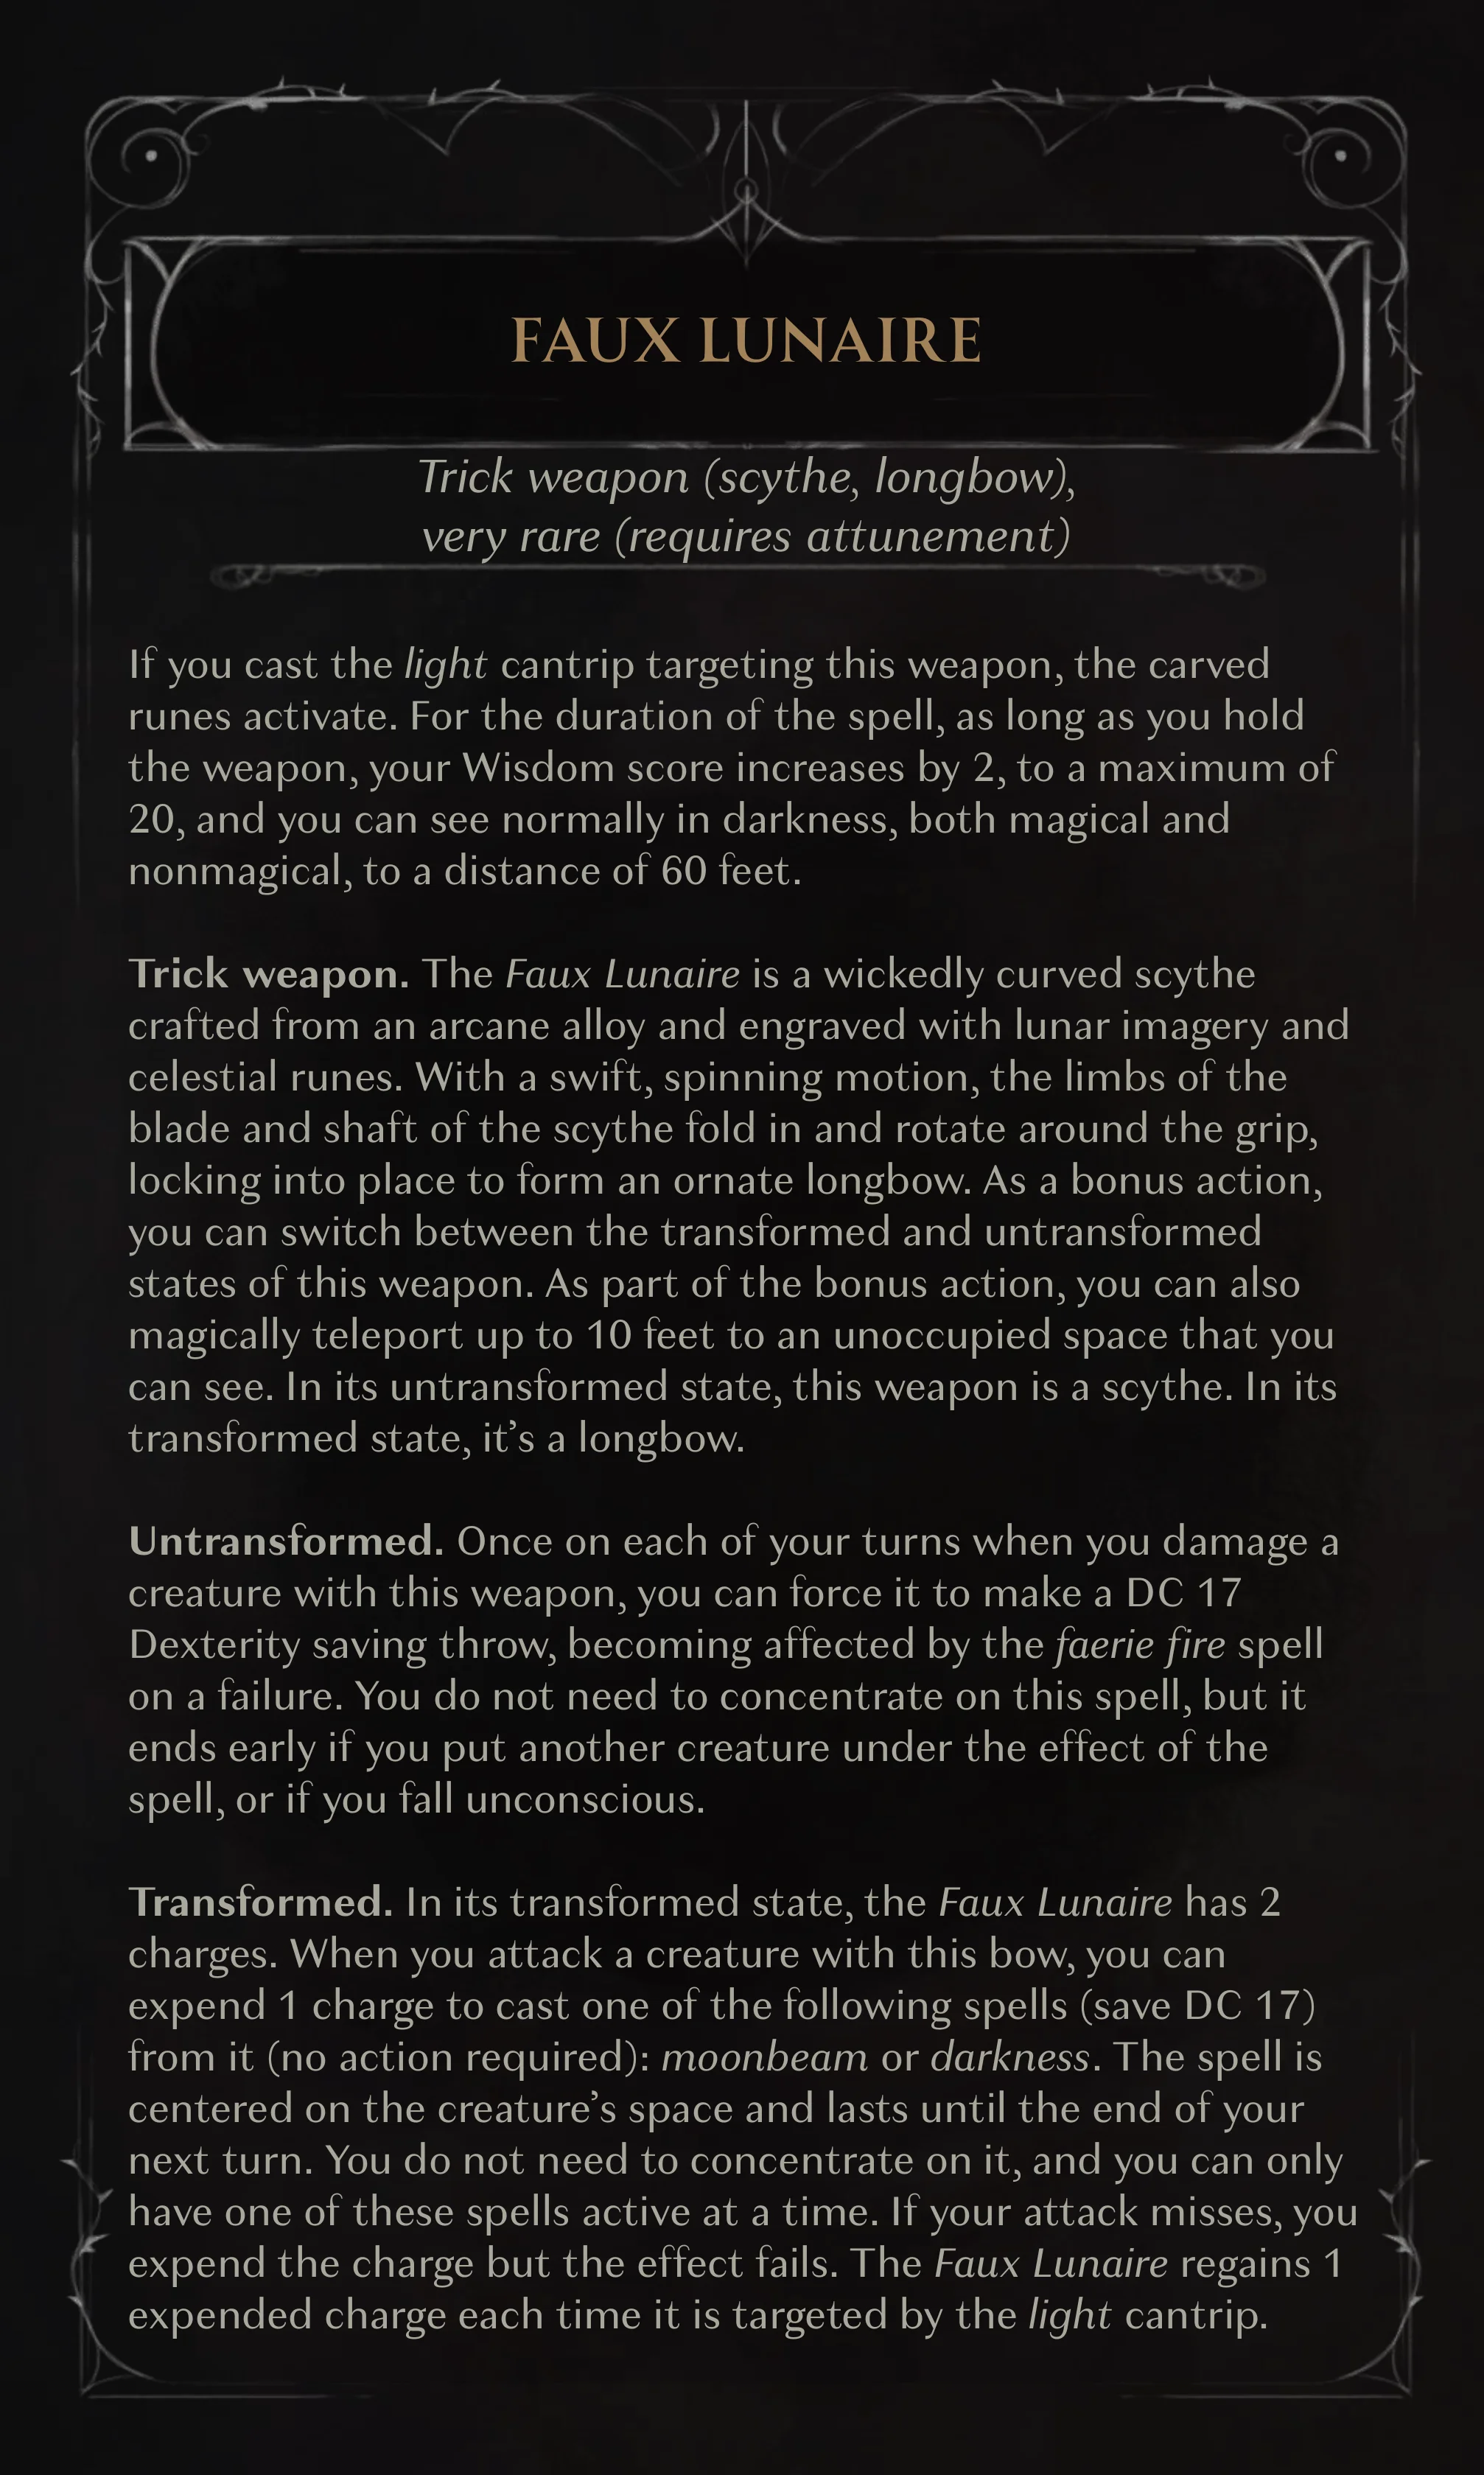 FAUX LUNAIRE
Trick weapon (scythe, longbow),
very rare (requires attunement)
If you cast the light cantrip targeting this weapon, the carved
runes activate. For the duration of the spell, as long as you hold
the weapon, your Wisdom score increases by 2, to a maximum of
20, and you can see normally in darkness, both magical and
nonmagical, to a distance of 60 feet.
Trick weapon. The Faux Lunaire is a wickedly curved scythe
crafted from an arcane alloy and engraved with lunar imagery and
celestial runes. With a swift, spinning motion, the limbs of the
blade and shaft of the scythe fold in and rotate around the grip,
locking into place to form an ornate longbow. As a bonus action,
you can switch between the transformed and untransformed
states of this weapon. As part of the bonus action, you can also
magically teleport up to 10 feet to an unoccupied space that you
can see. In its untransformed state, this weapon is a scythe. In its
transformed state, it’s a longbow.
Untransformed. Once on each of your turns when you damage a
creature with this weapon, you can force it to make a DC 17
Dexterity saving throw, becoming affected by the faerie fire spell
on a failure. You do not need to concentrate on this spell, but it
ends early if you put another creature under the effect of the
spell, or if you fall unconscious.
Transformed. In its transformed state, the Faux Lunaire has 2
charges. When you attack a creature with this bow, you can
expend 1 charge to cast one of the following spells (save DC 17)
from it (no action required): moonbeam or darkness. The spell is
centered on the creature’s space and lasts until the end of your
next turn. You do not need to concentrate on it, and you can only
have one of these spells active at a time. If your attack misses, you
expend the charge but the effect fails. The Faux Lunaire regains 1
expended charge each time it is targeted by the light cantrip.